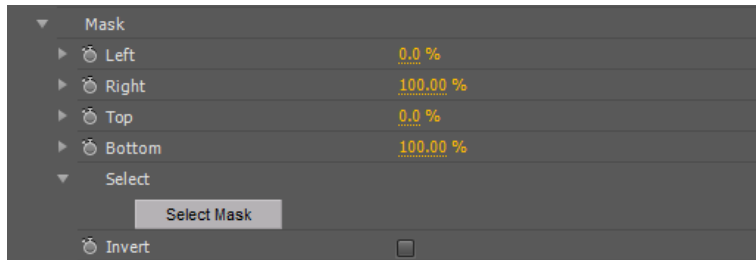 Mask
Left 0.0 %
Right 100.00 %
Top 0.0 %
Bottom 100.00 %
Select
Select Mask
Invert